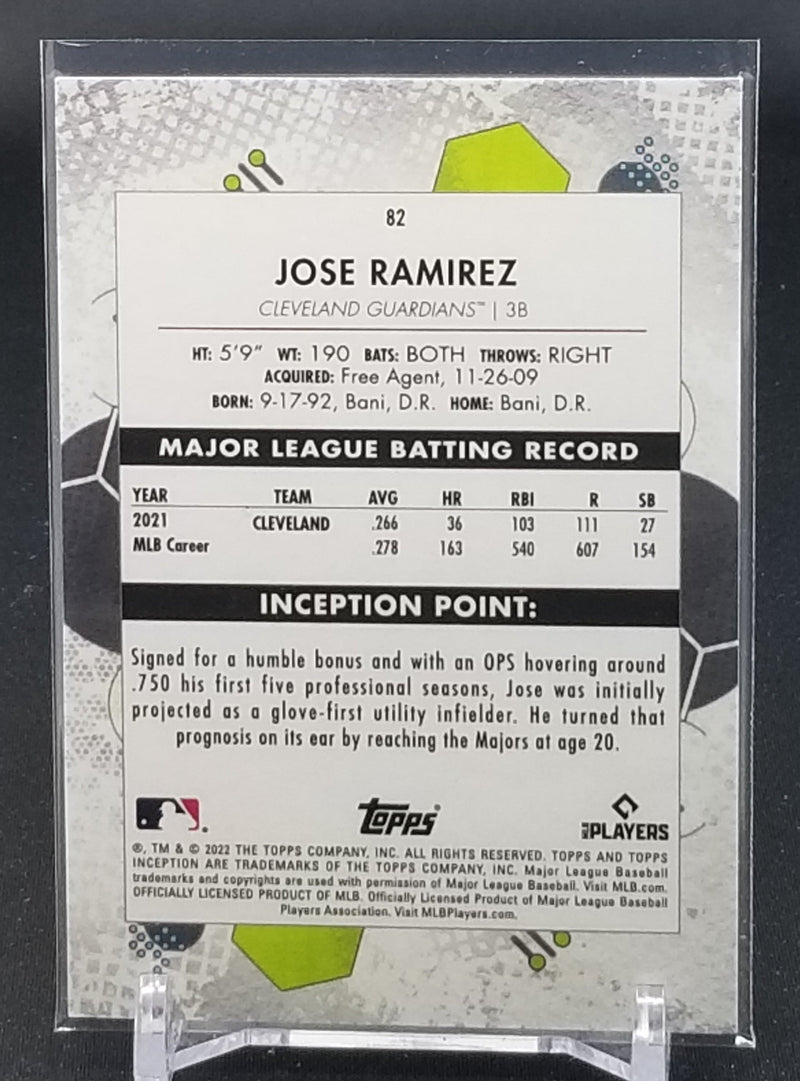 82
JOSE RAMIREZ
CLEVELAND GUARDIANS™ | 3B
HT: 5'9" WT: 190 BATS: BOTH THROWS: RIGHT
ACQUIRED: Free Agent, 11-26-09
BORN: 9-17-92, Bani, D.R. HOME: Bani, D.R.
MAJOR LEAGUE BATTING RECORD
YEAR TEAM AVG HR RBI R SB
2021 CLEVELAND .266 36 103 111 27
MLB Career .278 163 540 607 154
INCEPTION POINT:
Signed for a humble bonus and with an OPS hovering around
.750 his first five professional seasons, Jose was initially
projected as a glove-first utility infielder. He turned that
prognosis on its ear by reaching the Majors at age 20.
Topps®
MLB PLAYERS
®, TM & © 2022 THE TOPPS COMPANY, INC. ALL RIGHTS RESERVED. TOPPS AND TOPPS
INCEPTION ARE TRADEMARKS OF THE TOPPS COMPANY, INC. Major League Baseball
trademarks and copyrights are used with permission of Major League Baseball. Visit MLB.com.
OFFICIALLY LICENSED PRODUCT OF MLB. Officially Licensed Product of Major League Baseball
Players Association. Visit MLBPlayers.com.